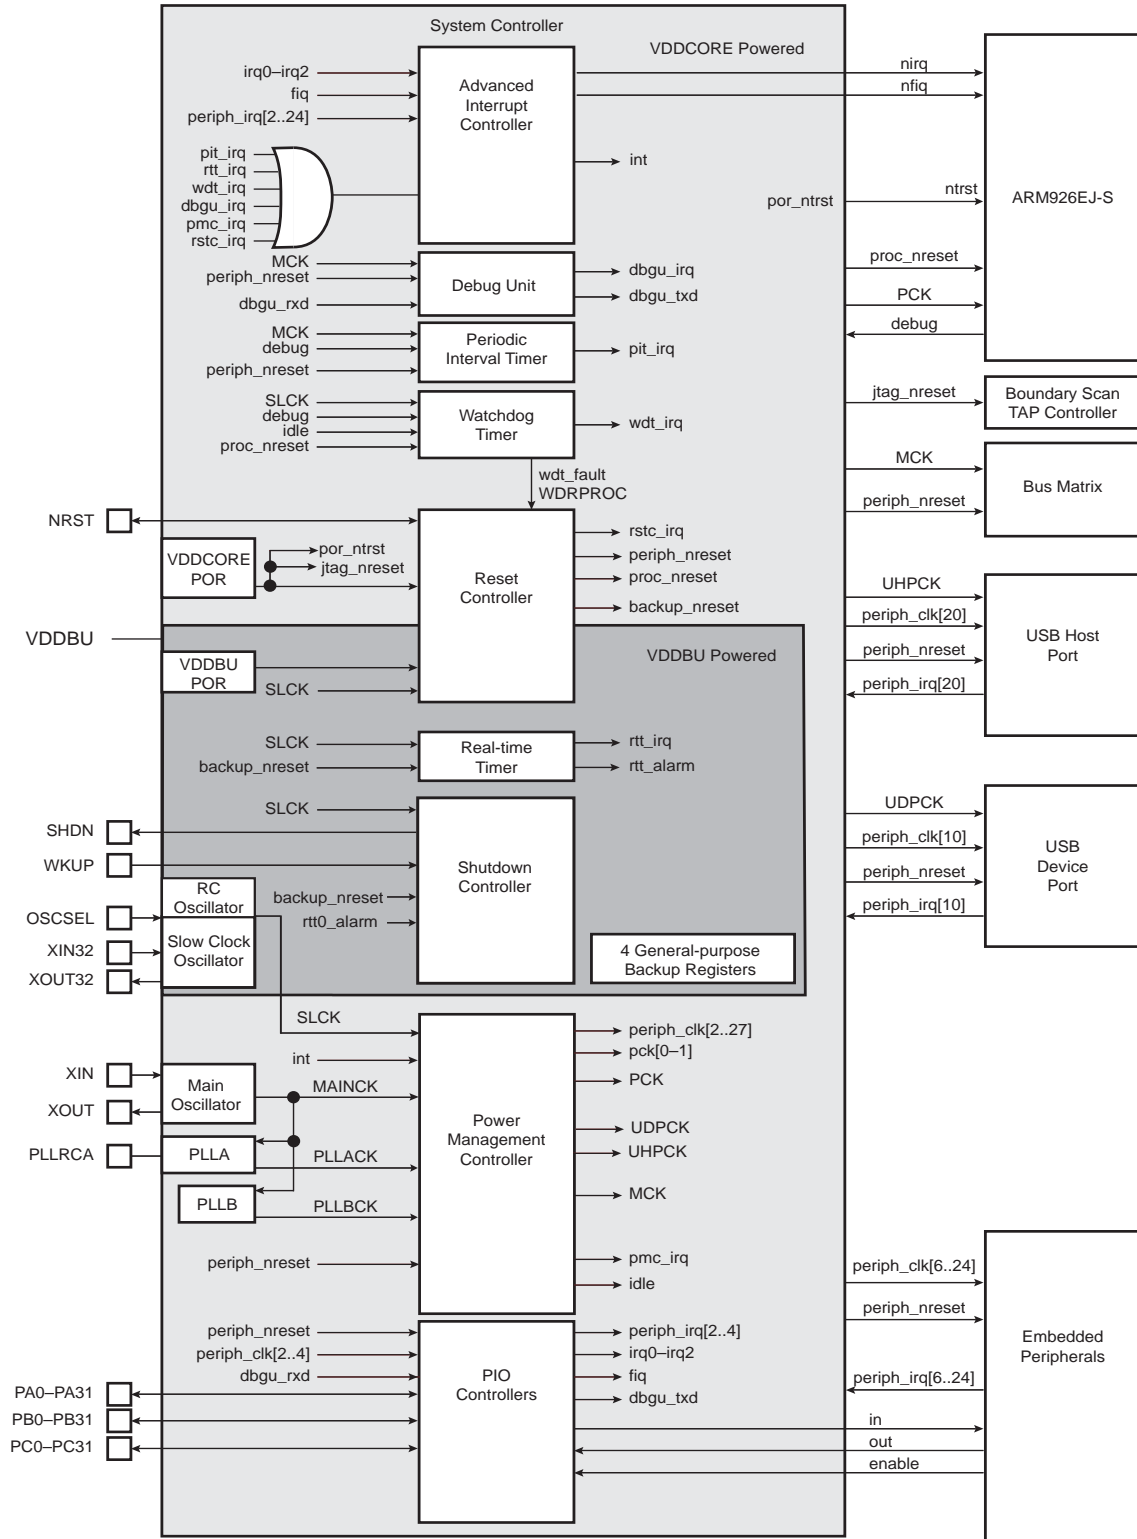 System Controller
VDDCORE Powered
irq0–irq2
fiq
periph_irq[2..24]
Advanced
Interrupt
Controller
nirq
nfiq
int
pit_irq
rtt_irq
wdt_irq
dbgu_irq
pmc_irq
rstc_irq
por_ntrst
ntrst
ARM926EJ-S
proc_nreset
PCK
debug
MCK
periph_nreset
dbgu_rxd
Debug Unit
dbgu_irq
dbgu_txd
MCK
debug
periph_nreset
Periodic
Interval Timer
pit_irq
SLCK
debug
idle
proc_nreset
Watchdog
Timer
wdt_irq
jtag_nreset
Boundary Scan
TAP Controller
MCK
periph_nreset
Bus Matrix
wdt_fault
WDRPROC
NRST
VDDCORE
POR
por_ntrst
jtag_nreset
Reset
Controller
rstc_irq
periph_nreset
proc_nreset
backup_nreset
UHPCK
periph_clk[20]
periph_nreset
periph_irq[20]
USB Host
Port
VDDBU
VDDBU
POR
SLCK
VDDBU Powered
SLCK
backup_nreset
Real-time
Timer
rtt_irq
rtt_alarm
SLCK
SHDN
WKUP
backup_nreset
rtt0_alarm
Shutdown
Controller
UDPCK
periph_clk[10]
periph_nreset
periph_irq[10]
USB
Device
Port
RC
Oscillator
OSCSEL
XIN32
XOUT32
Slow Clock
Oscillator
4 General-purpose
Backup Registers
SLCK
int
XIN
XOUT
Main
Oscillator
MAINCK
PLLRCA
PLLA
PLLACK
PLLB
PLLBCK
periph_nreset
Power
Management
Controller
periph_clk[2..27]
pck[0–1]
PCK
UDPCK
UHPCK
MCK
pmc_irq
idle
periph_nreset
periph_clk[2..4]
dbgu_rxd
PA0–PA31
PB0–PB31
PC0–PC31
PIO
Controllers
periph_irq[2..4]
irq0–irq2
fiq
dbgu_txd
periph_clk[6..24]
periph_nreset
periph_irq[6..24]
in
out
enable
Embedded
Peripherals